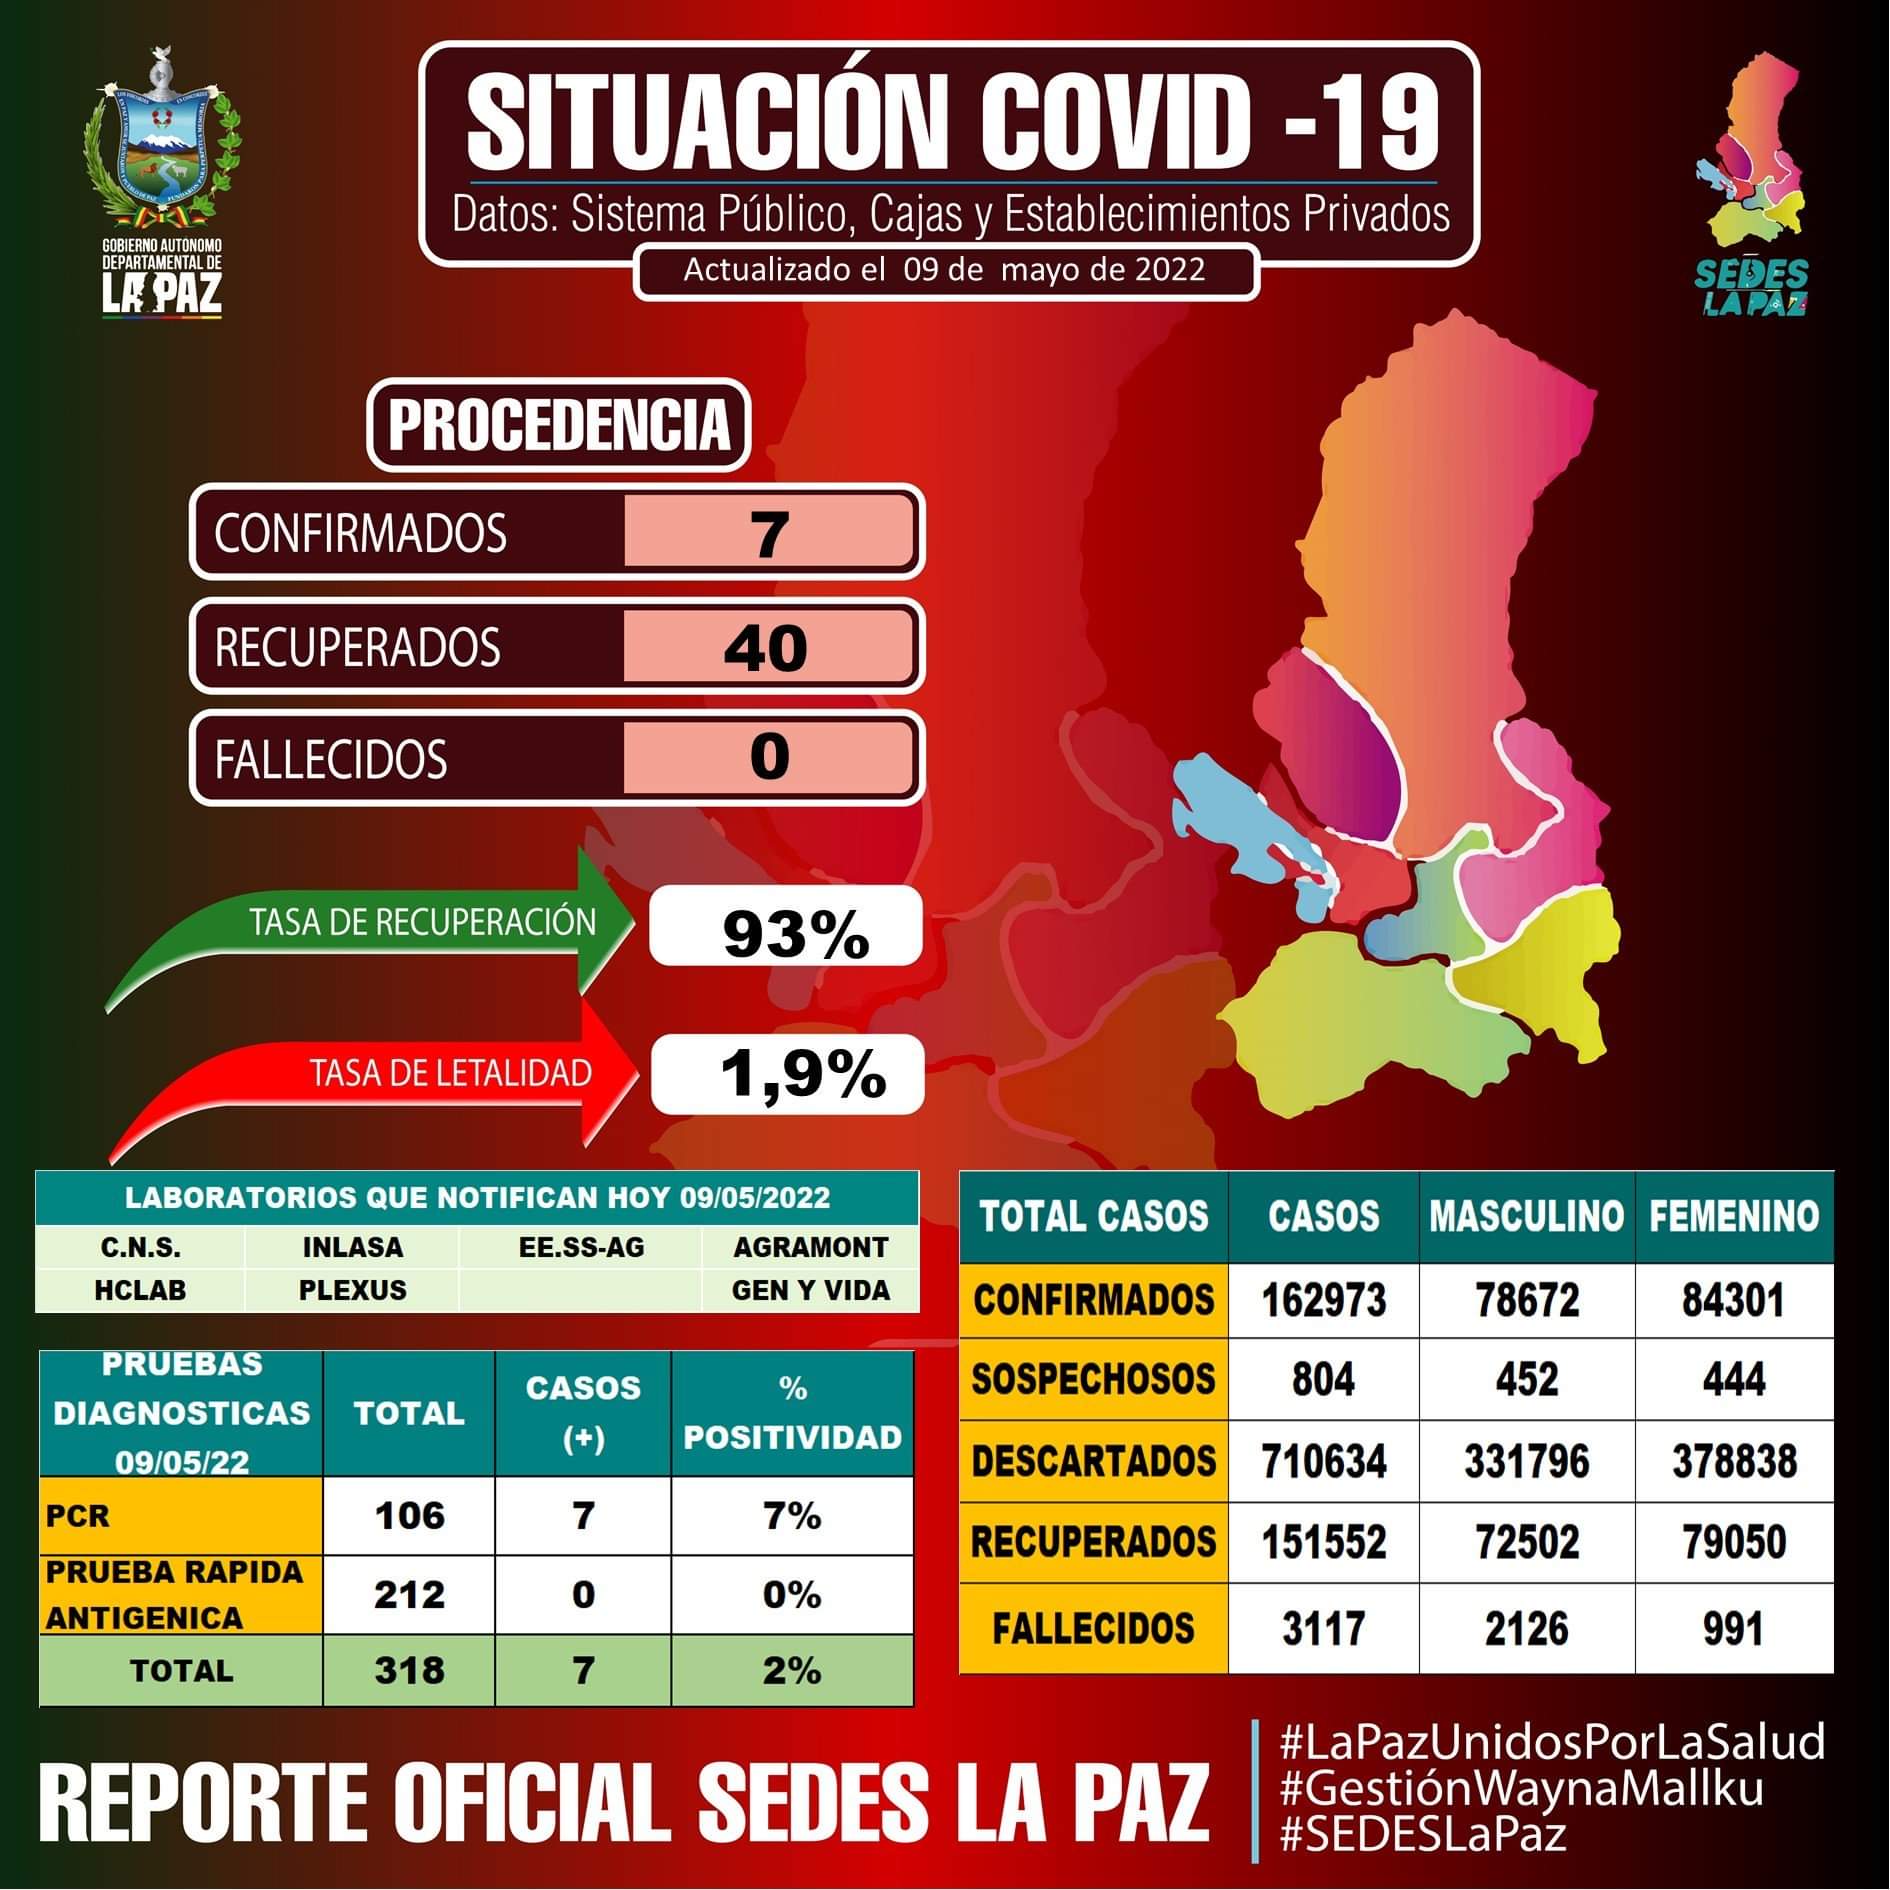 SITUACIÓN COVID -19
Datos: Sistema Público, Cajas y Establecimientos Privados
Actualizado el 09 de mayo de 2022
GOBIERNO AUTÓNOMO
DEPARTAMENTAL DE
LA PAZ
SEDES
LA PAZ
PROCEDENCIA
CONFIRMADOS 7
RECUPERADOS 40
FALLECIDOS 0
TASA DE RECUPERACIÓN 93%
TASA DE LETALIDAD 1,9%
LABORATORIOS QUE NOTIFICAN HOY 09/05/2022
C.N.S. INLASA EE.SS-AG AGRAMONT
HCLAB PLEXUS GEN Y VIDA
PRUEBAS
DIAGNOSTICAS
09/05/22
TOTAL
CASOS
(+)
%
POSITIVIDAD
PCR 106 7 7%
PRUEBA RAPIDA
ANTIGENICA
212 0 0%
TOTAL 318 7 2%
TOTAL CASOS CASOS MASCULINO FEMENINO
CONFIRMADOS 162973 78672 84301
SOSPECHOSOS 804 452 444
DESCARTADOS 710634 331796 378838
RECUPERADOS 151552 72502 79050
FALLECIDOS 3117 2126 991
REPORTE OFICIAL SEDES LA PAZ
#LaPazUnidosPorLaSalud
#GestiónWaynaMallku
#SEDESLaPaz